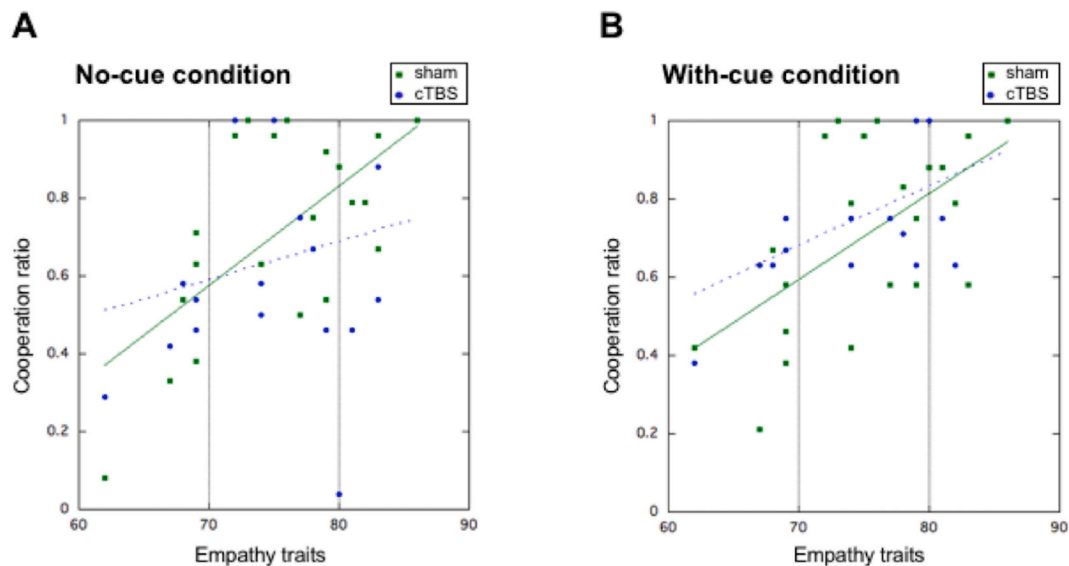 A
No-cue condition
sham
cTBS
1
0.8
0.6
0.4
0.2
0
60
70
80
90
Cooperation ratio
Empathy traits
B
With-cue condition
sham
cTBS
1
0.8
0.6
0.4
0.2
0
60
70
80
90
Cooperation ratio
Empathy traits